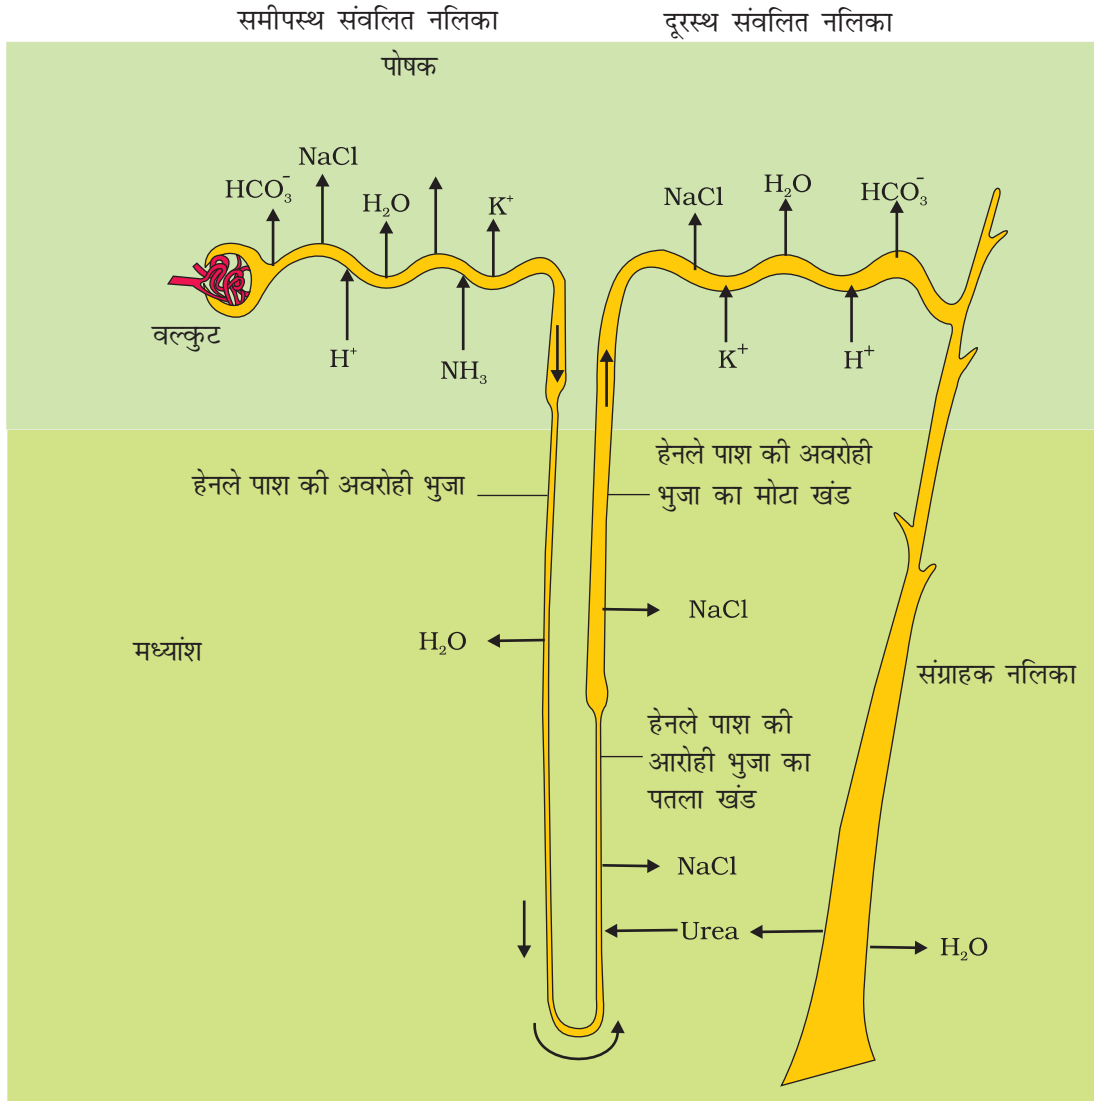 समीपस्थ संवलित नलिका
दूरस्थ संवलित नलिका
पोषक
HCO₃⁻
NaCl
H₂O
K⁺
NaCl
H₂O
HCO₃⁻
वल्कुट
H⁺
NH₃
K⁺
H⁺
हेनले पाश की अवरोही भुजा
हेनले पाश की अवरोही
भुजा का मोटा खंड
NaCl
H₂O
मध्यांश
संग्राहक नलिका
हेनले पाश की
आरोही भुजा का
पतला खंड
NaCl
Urea
H₂O